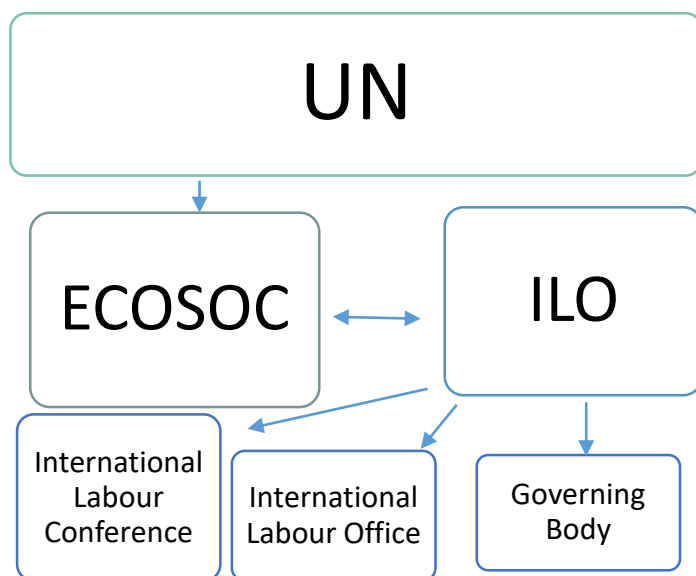 UN
ECOSOC
ILO
International
Labour
Conference
International
Labour Office
Governing
Body